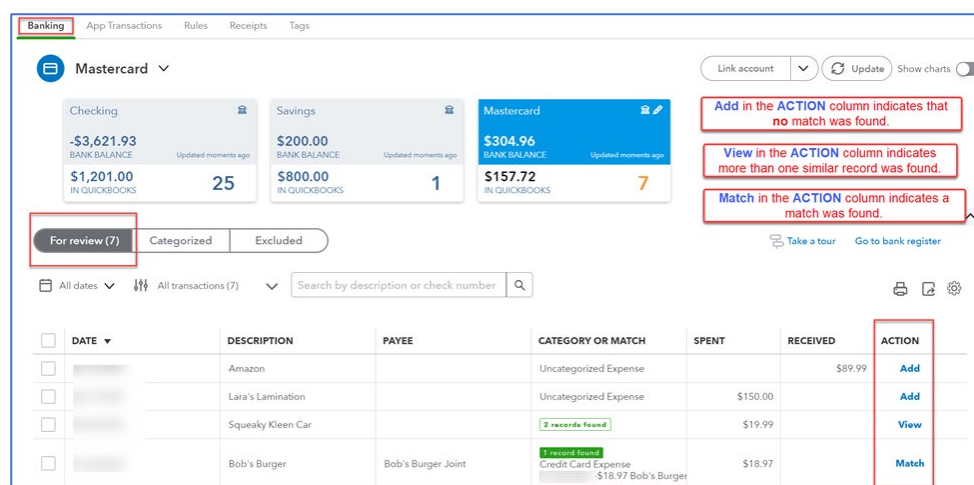 Banking App Transactions Rules Receipts Tags
Mastercard
Link account Update Show charts
Checking
-$3,621.93
BANK BALANCE Updated moments ago
$1,201.00
IN QUICKBOOKS
25
Savings
$200.00
BANK BALANCE Updated moments ago
$800.00
IN QUICKBOOKS
1
Mastercard
$304.96
BANK BALANCE Updated moments ago
$157.72
IN QUICKBOOKS
7
Add in the ACTION column indicates that
no match was found.
View in the ACTION column indicates
more than one similar record was found.
Match in the ACTION column indicates a
match was found.
For review (7) Categorized Excluded
Take a tour Go to bank register
All dates All transactions (7) Search by description or check number
DATE DESCRIPTION PAYEE CATEGORY OR MATCH SPENT RECEIVED ACTION
Amazon Uncategorized Expense $89.99 Add
Lara's Lamination Uncategorized Expense $150.00 Add
Squeaky Kleen Car 2 records found $19.99 View
1 record found
Bob's Burger Bob's Burger Joint Credit Card Expense $18.97 Match
-$18.97 Bob's Burger